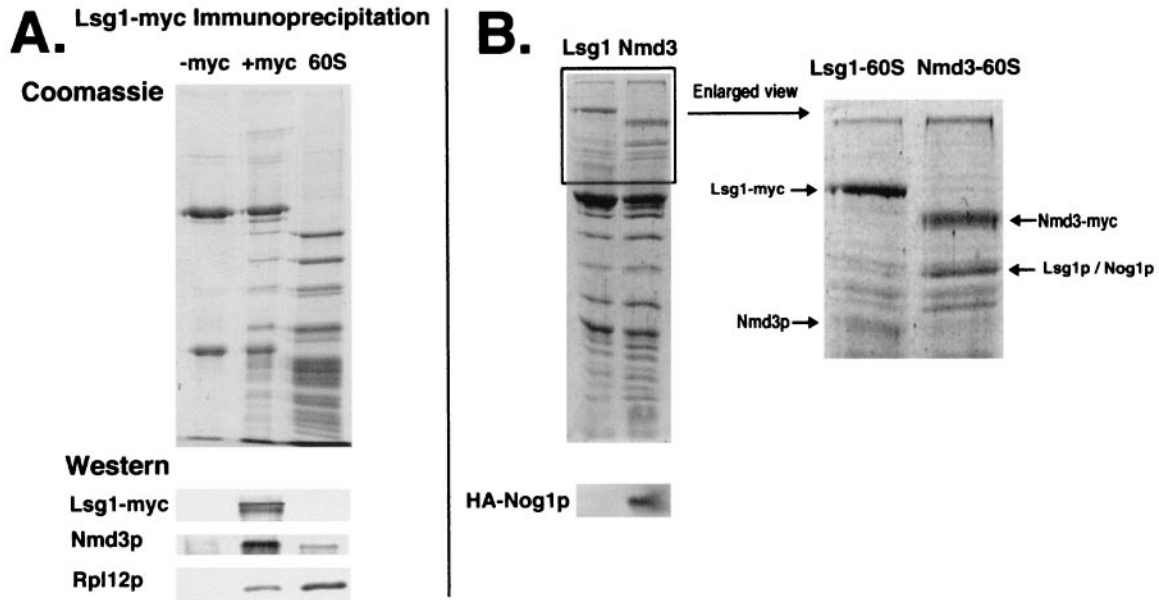 A.
Lsg1-myc Immunoprecipitation
-myc +myc 60S
Coomassie
Western
Lsg1-myc
Nmd3p
Rpl12p
B.
Lsg1 Nmd3
Enlarged view
Lsg1-60S Nmd3-60S
Lsg1-myc
Nmd3-myc
Lsg1p / Nog1p
Nmd3p
HA-Nog1p